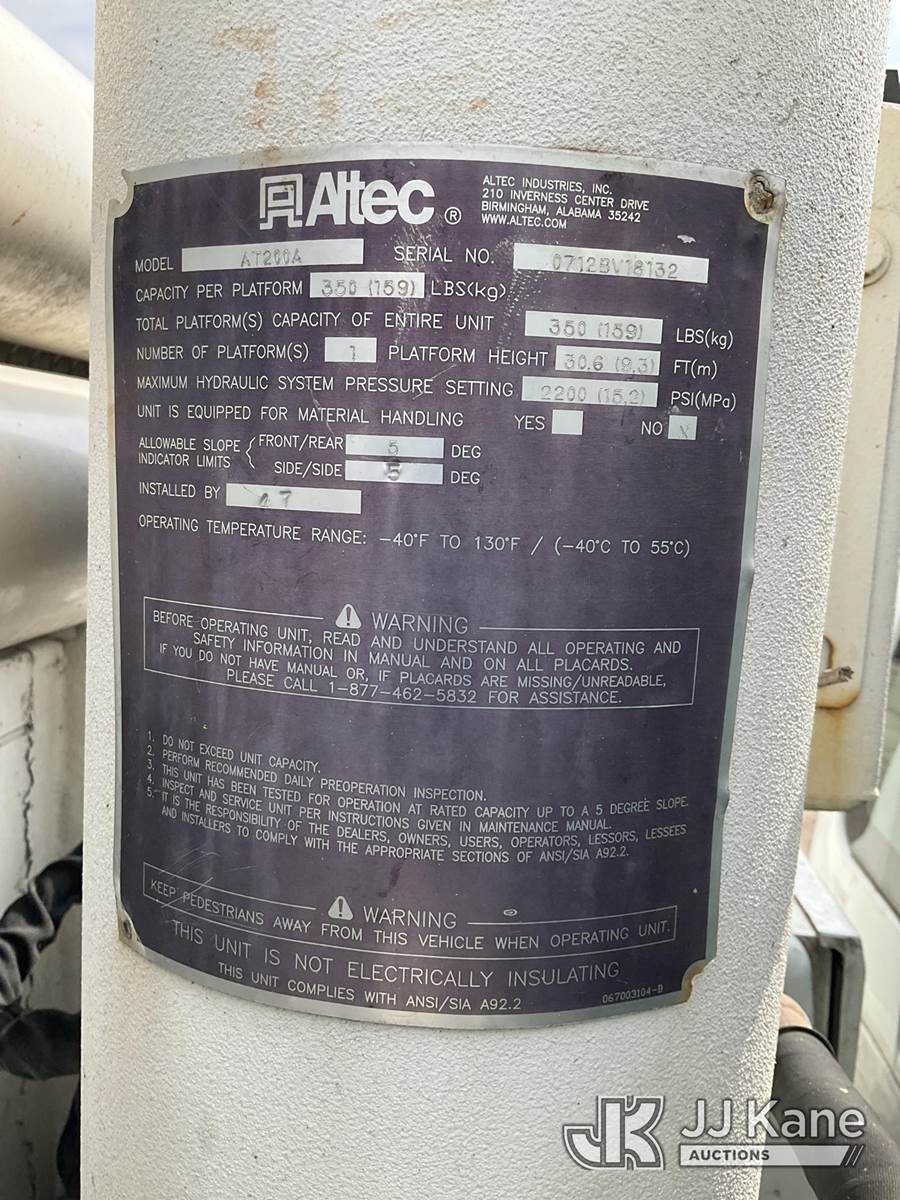 Altec ®
ALTEC INDUSTRIES, INC.
210 INVERNESS CENTER DRIVE
BIRMINGHAM, ALABAMA 35242
WWW.ALTEC.COM
MODEL AT200A SERIAL NO. 0712BV18132
CAPACITY PER PLATFORM 350 (159) LBS(kg)
TOTAL PLATFORM(S) CAPACITY OF ENTIRE UNIT 350 (159) LBS(kg)
NUMBER OF PLATFORM(S) 1 PLATFORM HEIGHT 30.6 (9.3) FT(m)
MAXIMUM HYDRAULIC SYSTEM PRESSURE SETTING 2200 (15.2) PSI(MPa)
UNIT IS EQUIPPED FOR MATERIAL HANDLING YES NO X
ALLOWABLE SLOPE INDICATOR LIMITS { FRONT/REAR 5 DEG
SIDE/SIDE 5 DEG
INSTALLED BY 47
OPERATING TEMPERATURE RANGE: -40°F TO 130°F / (-40°C TO 55°C)
WARNING
BEFORE OPERATING UNIT, READ AND UNDERSTAND ALL OPERATING AND
SAFETY INFORMATION IN MANUAL AND ON ALL PLACARDS.
IF YOU DO NOT HAVE MANUAL OR, IF PLACARDS ARE MISSING/UNREADABLE,
PLEASE CALL 1-877-462-5832 FOR ASSISTANCE.
1. DO NOT EXCEED UNIT CAPACITY.
2. PERFORM RECOMMENDED DAILY PREOPERATION INSPECTION.
3. THIS UNIT HAS BEEN TESTED FOR OPERATION AT RATED CAPACITY UP TO A 5 DEGREE SLOPE.
4. INSPECT AND SERVICE UNIT PER INSTRUCTIONS GIVEN IN MAINTENANCE MANUAL.
5. IT IS THE RESPONSIBILITY OF THE DEALERS, OWNERS, USERS, OPERATORS, LESSORS, LESSEES
AND INSTALLERS TO COMPLY WITH THE APPROPRIATE SECTIONS OF ANSI/SIA A92.2.
WARNING
KEEP PEDESTRIANS AWAY FROM THIS VEHICLE WHEN OPERATING UNIT.
THIS UNIT IS NOT ELECTRICALLY INSULATING
THIS UNIT COMPLIES WITH ANSI/SIA A92.2
067003104-D
JK JJ Kane
AUCTIONS